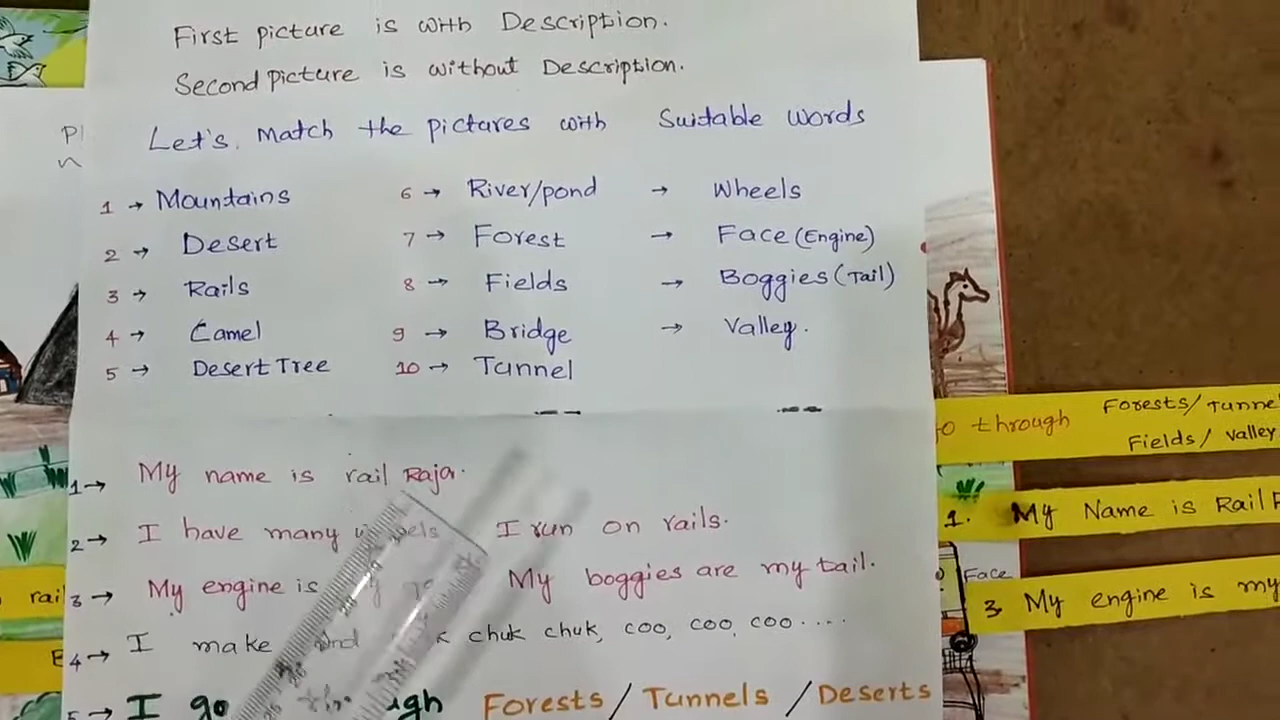 First picture is with Description.
Second picture is without Description.
Let's, Match the pictures with Suitable words
1 → Mountains 6 → River/pond → Wheels
2 → Desert 7 → Forest → Face (Engine)
3 → Rails 8 → Fields → Boggies (Tail)
4 → Camel 9 → Bridge → Valley.
5 → Desert Tree 10 → Tunnel
1→ My name is rail Raja.
2→ I have many I run on rails.
3→ My engine is My boggies are my tail.
4→ I make chuk chuk, coo, coo, coo....
5→ I go Forests / Tunnels / Deserts
go through Forests/ Tunnel
Fields/ Valley
1. My Name is Rail
Face
3. My engine is my
rail